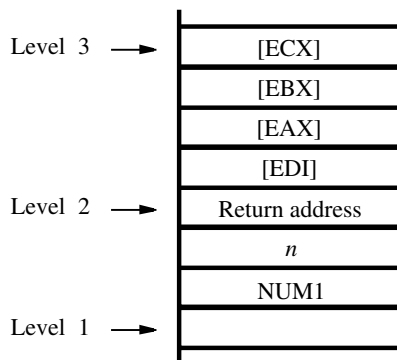 Level 3
[ECX]
[EBX]
[EAX]
[EDI]
Level 2
Return address
n
NUM1
Level 1